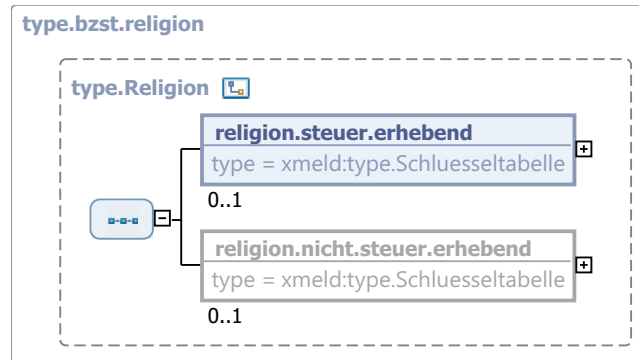 type.bzst.religion
type.Religion
religion.steuer.erhebend
type = xmeld:type.Schluesseltabelle
0..1
religion.nicht.steuer.erhebend
type = xmeld:type.Schluesseltabelle
0..1